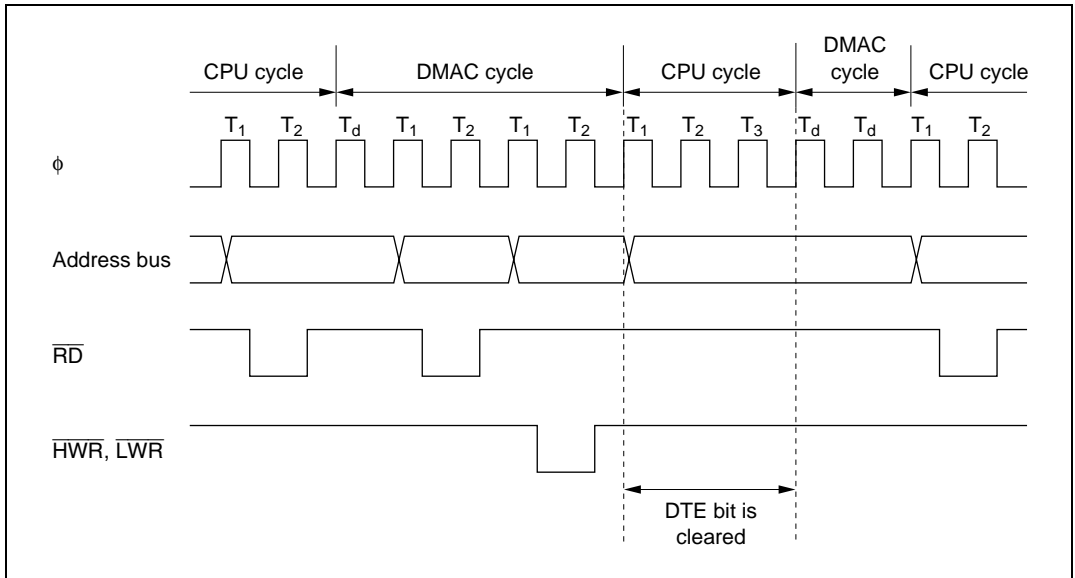 CPU cycle DMAC cycle CPU cycle DMAC cycle CPU cycle
T1 T2 Td T1 T2 T1 T2 T1 T2 T3 Td Td T1 T2
ϕ
Address bus
RD
HWR, LWR
DTE bit is
cleared